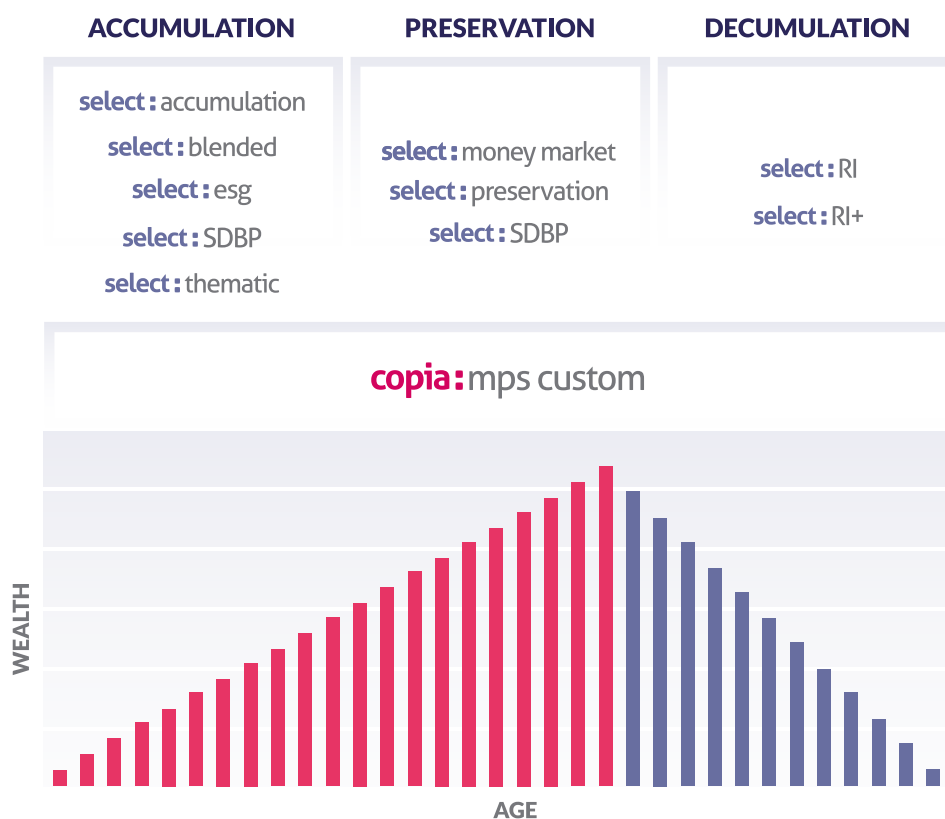 ACCUMULATION
select:accumulation
select:blended
select:esg
select:SDBP
select:thematic
PRESERVATION
select:money market
select:preservation
select:SDBP
DECUMULATION
select:RI
select:RI+
copia:mps custom
WEALTH
AGE